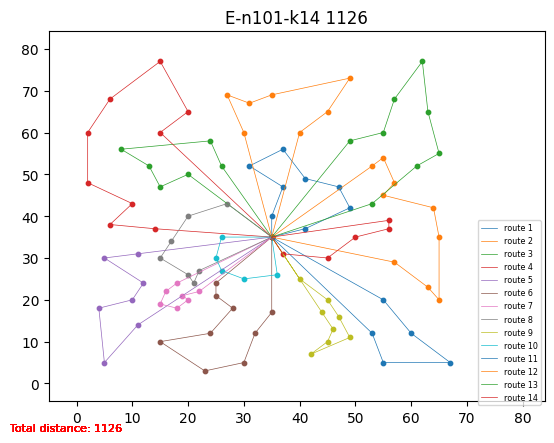 E-n101-k14 1126
80
70
60
50
40
30
20
10
0
0 10 20 30 40 50 60 70 80
route 1
route 2
route 3
route 4
route 5
route 6
route 7
route 8
route 9
route 10
route 11
route 12
route 13
route 14
Total distance: 1126